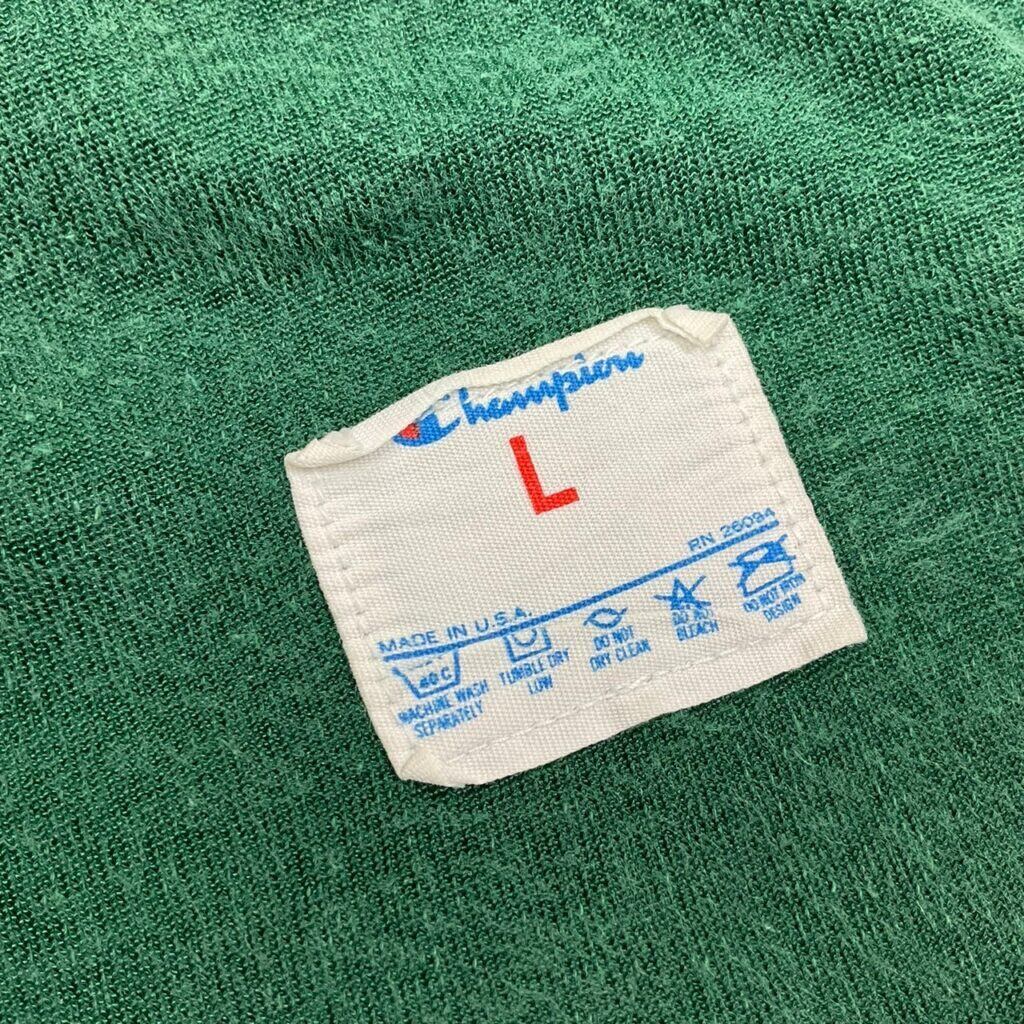 Champion
L
RN 26094
MADE IN U.S.A.
40C
MACHINE WASH
SEPARATELY
TUMBLE DRY
LOW
DO NOT
DRY CLEAN
DO NOT
BLEACH
DO NOT IRON
DESIGN